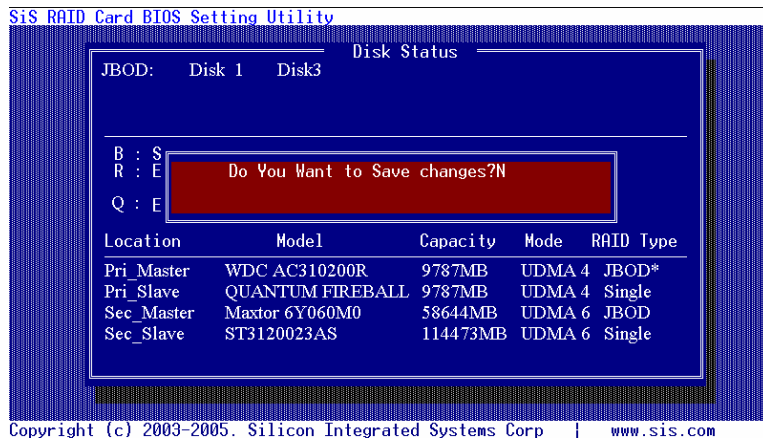 SiS RAID Card BIOS Setting Utility
Disk Status
JBOD: Disk 1 Disk3
B : S
R : E
Do You Want to Save changes?N
Q : E
Location Model Capacity Mode RAID Type
Pri_Master WDC AC310200R 9787MB UDMA 4 JBOD*
Pri_Slave QUANTUM FIREBALL 9787MB UDMA 4 Single
Sec_Master Maxtor 6Y060M0 58644MB UDMA 6 JBOD
Sec_Slave ST3120023AS 114473MB UDMA 6 Single
Copyright (c) 2003-2005. Silicon Integrated Systems Corp | www.sis.com